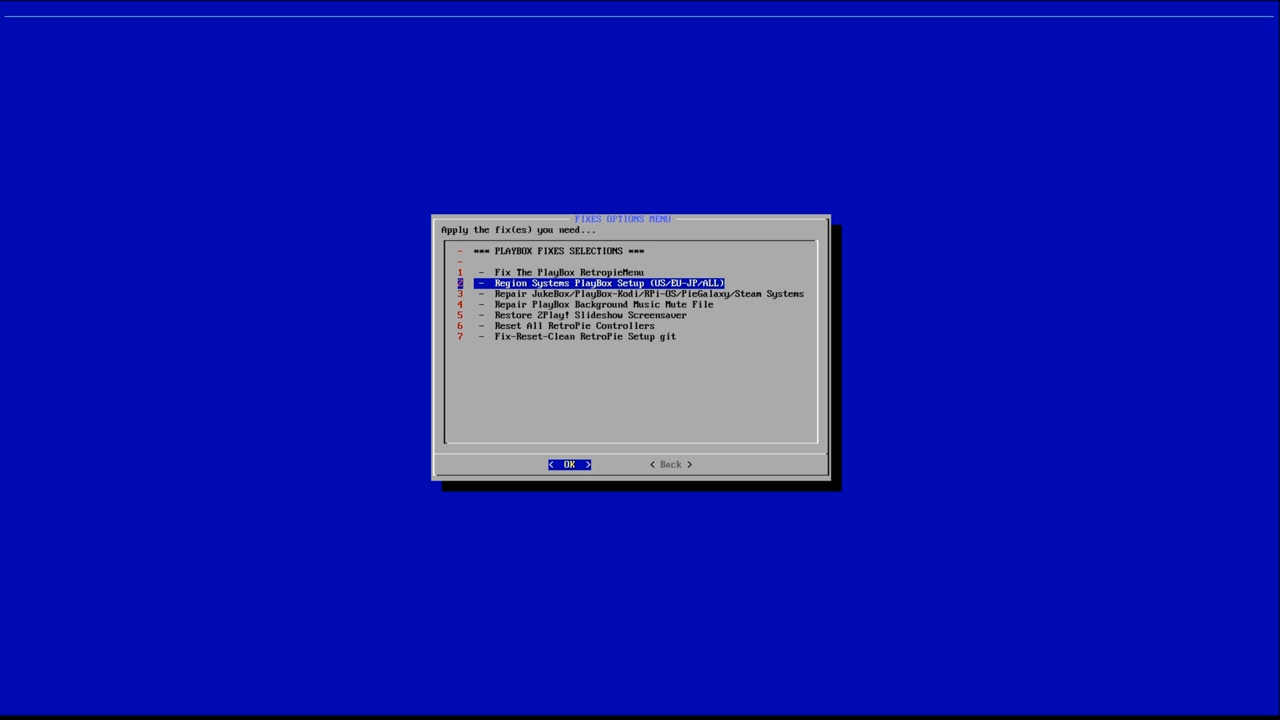 FIXES OPTIONS MENU
Apply the fix(es) you need...
- *** PLAYBOX FIXES SELECTIONS ***
-
1 - Fix The PlayBox RetropieMenu
2 - Region Systems PlayBox Setup (US/EU-JP/ALL)
3 - Repair JukeBox/PlayBox-Kodi/RPi-OS/PieGalaxy/Steam Systems
4 - Repair PlayBox Background Music Mute File
5 - Restore 2Play! Slideshow Screensaver
6 - Reset All RetroPie Controllers
7 - Fix-Reset-Clean RetroPie Setup git
< OK > < Back >